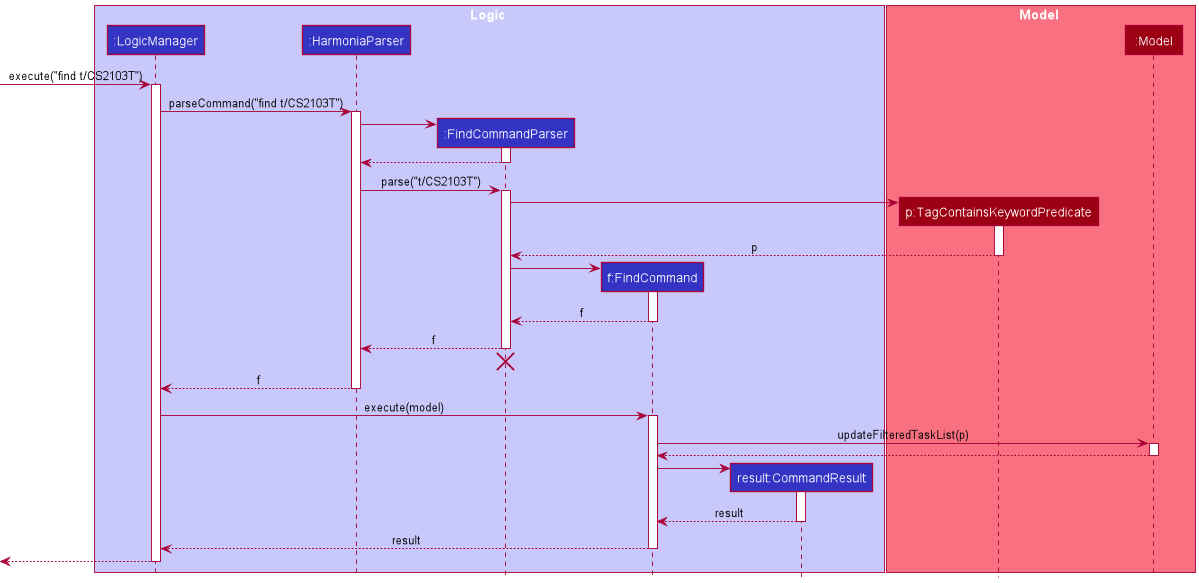 Logic
Model
:LogicManager
:HarmoniaParser
:Model
execute("find t/CS2103T")
parseCommand("find t/CS2103T")
:FindCommandParser
parse("t/CS2103T")
p:TagContainsKeywordPredicate
p
f:FindCommand
f
f
f
execute(model)
updateFilteredTaskList(p)
result:CommandResult
result
result